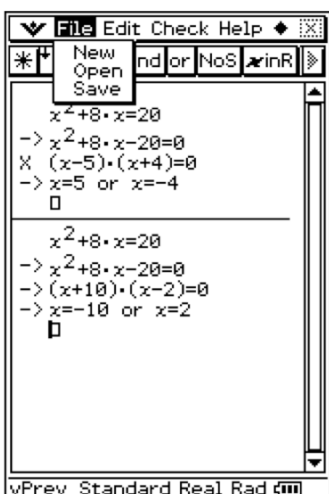 File Edit Check Help
New
Open
Save
* nd or NoS xinR
x²+8·x=20
-> x²+8·x-20=0
X (x-5)·(x+4)=0
-> x=5 or x=-4
x²+8·x=20
-> x²+8·x-20=0
-> (x+10)·(x-2)=0
-> x=-10 or x=2
vPrev Standard Real Rad